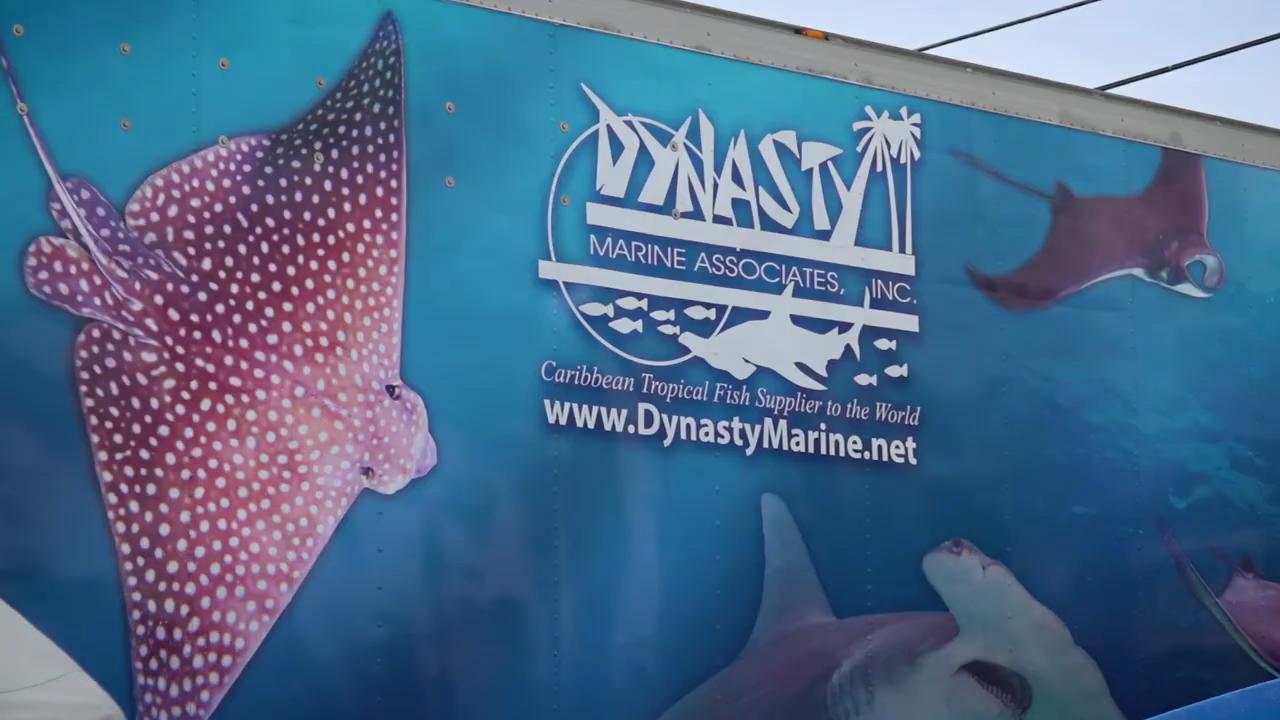 DYNASTY
MARINE ASSOCIATES, INC.
Caribbean Tropical Fish Supplier to the World
www.DynastyMarine.net